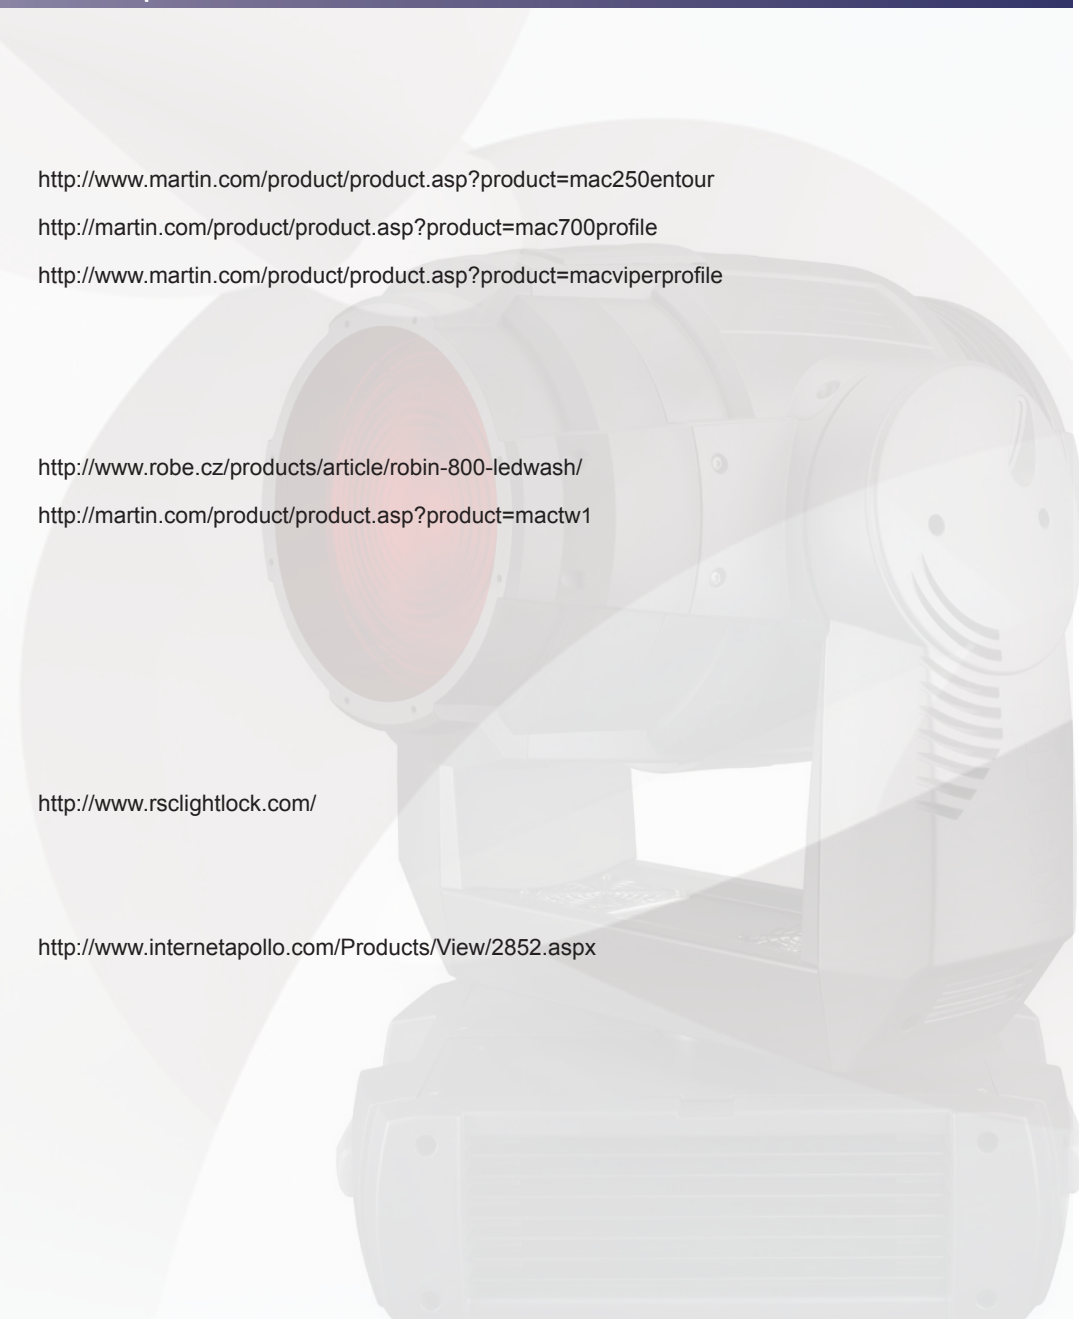 http://www.martin.com/product/product.asp?product=mac250entour
http://martin.com/product/product.asp?product=mac700profile
http://www.martin.com/product/product.asp?product=macviperprofile
http://www.robe.cz/products/article/robin-800-ledwash/
http://martin.com/product/product.asp?product=mactw1
http://www.rsclightlock.com/
http://www.internetapollo.com/Products/View/2852.aspx